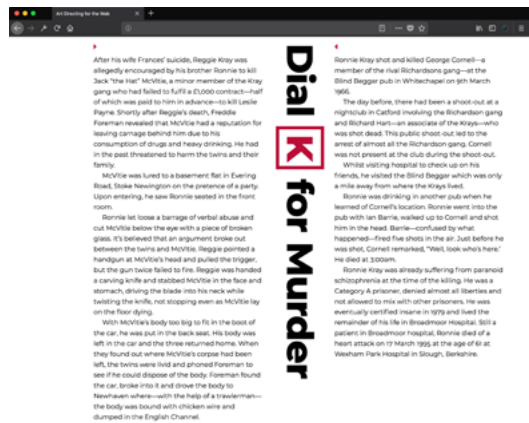 Art Directing for the Web
After his wife Frances' suicide, Reggie Kray was
allegedly encouraged by his brother Ronnie to kill
Jack "the Hat" McVitie, a minor member of the Kray
gang who had failed to fulfil a £1,000 contract—half
of which was paid to him in advance—to kill Leslie
Payne. Shortly after Reggie's death, Freddie
Foreman revealed that McVitie had a reputation for
leaving carnage behind him due to his
consumption of drugs and heavy drinking. He had
in the past threatened to harm the twins and their
family.
McVitie was lured to a basement flat in Evering
Road, Stoke Newington on the pretence of a party.
Upon entering, he saw Ronnie seated in the front
room.
Ronnie let loose a barrage of verbal abuse and
cut McVitie below the eye with a piece of broken
glass. It's believed that an argument broke out
between the twins and McVitie. Reggie pointed a
handgun at McVitie's head and pulled the trigger,
but the gun twice failed to fire. Reggie was handed
a carving knife and stabbed McVitie in the face and
stomach, driving the blade into his neck while
twisting the knife, not stopping even as McVitie lay
on the floor dying.
With McVitie's body too big to fit in the boot of
the car, he was put in the back seat. His body was
left in the car and the three returned home. When
they found out where McVitie's corpse had been
left, the twins were livid and phoned Foreman to
see if he could dispose of the body. Foreman found
the car, broke into it and drove the body to
Newhaven where—with the help of a trawlerman—
the body was bound with chicken wire and
dumped in the English Channel.
Dial K for Murder
Ronnie Kray shot and killed George Cornell—a
member of the rival Richardsons gang—at the
Blind Beggar pub in Whitechapel on 9th March
1966.
The day before, there had been a shoot-out at a
nightclub in Catford involving the Richardson gang
and Richard Hart—an associate of the Krays—who
was shot dead. This public shoot-out led to the
arrest of almost all the Richardson gang. Cornell
was not present at the club during the shoot-out.
Whilst visiting hospital to check up on his
friends, he visited the Blind Beggar which was only
a mile away from where the Krays lived.
Ronnie was drinking in another pub when he
learned of Cornell's location. Ronnie went into the
pub with Ian Barrie, walked up to Cornell and shot
him in the head. Barrie—confused by what
happened—fired five shots in the air. Just before he
was shot, Cornell remarked, "Well, look who's here."
He died at 3:00am.
Ronnie Kray was already suffering from paranoid
schizophrenia at the time of the killing. He was a
Category A prisoner, denied almost all liberties and
not allowed to mix with other prisoners. He was
eventually certified insane in 1979 and lived the
remainder of his life in Broadmoor Hospital. Still a
patient in Broadmoor hospital, Ronnie died of a
heart attack on 17 March 1995 at the age of 61 at
Wexham Park Hospital in Slough, Berkshire.